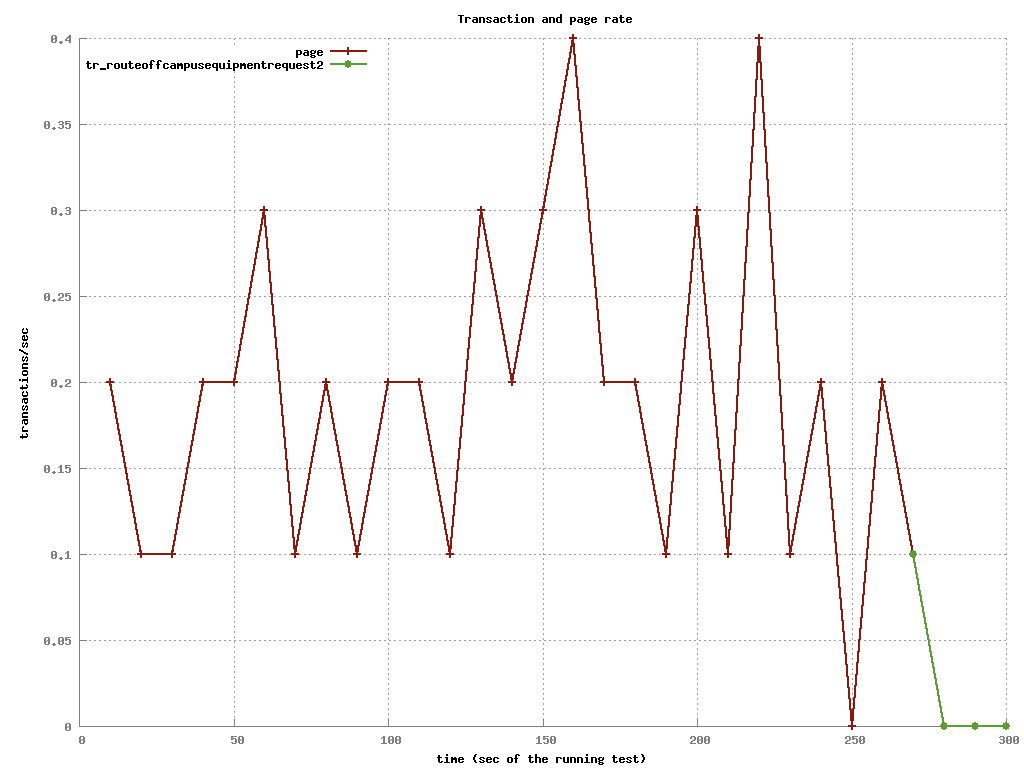 Transaction and page rate
page
tr_routeoffcampusequipmentrequest2
0.4
0.35
0.3
0.25
0.2
0.15
0.1
0.05
0
transactions/sec
0 50 100 150 200 250 300
time (sec of the running test)